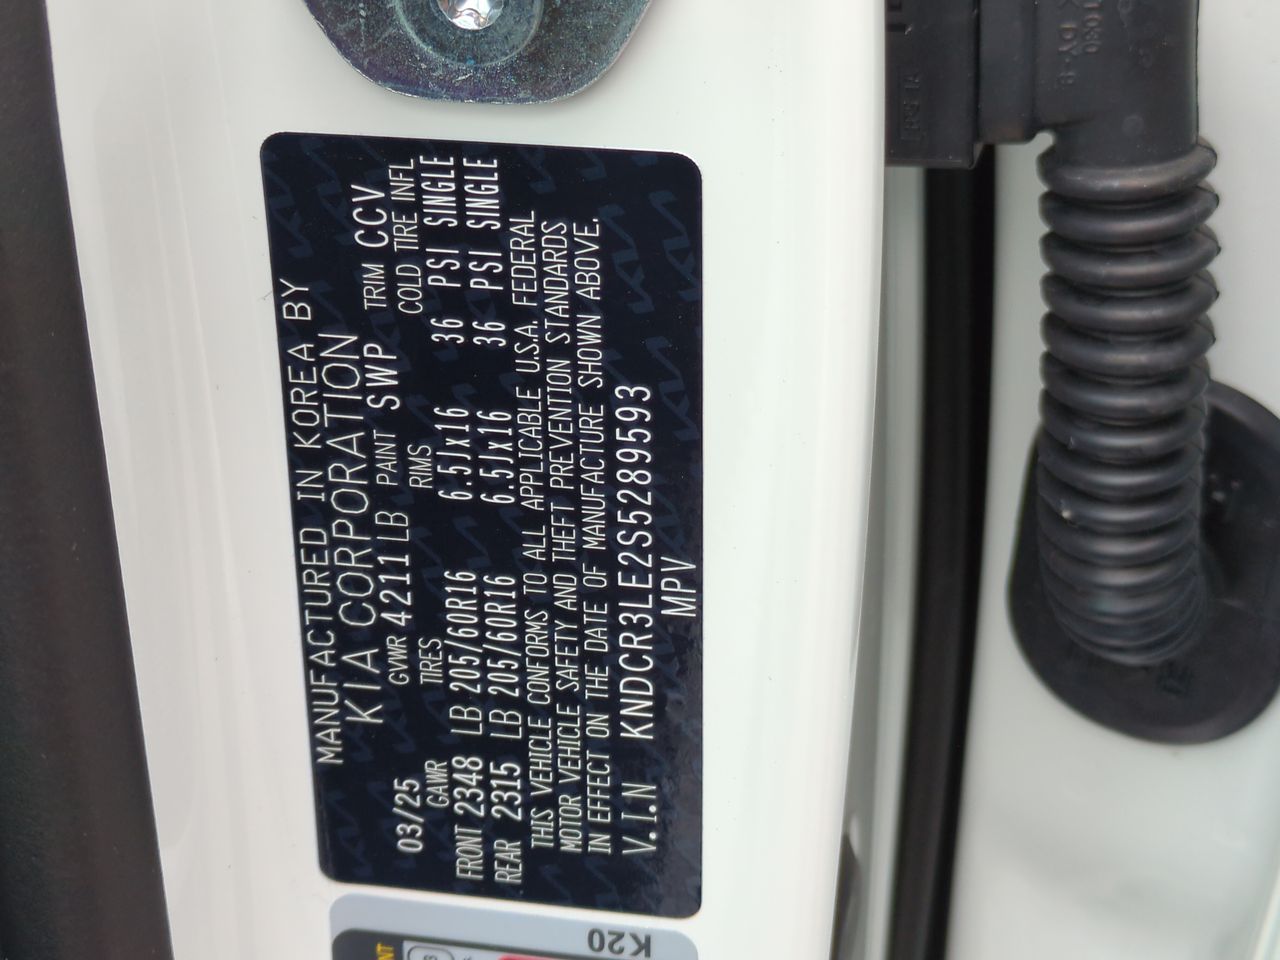 MANUFACTURED IN KOREA BY
KIA CORPORATION
03/25 GVWR 4211 LB PAINT SWP TRIM CCV
GAWR TIRES RIMS COLD TIRE INFL
FRONT 2348 LB 205/60R16 6.5Jx16 36 PSI SINGLE
REAR 2315 LB 205/60R16 6.5Jx16 36 PSI SINGLE
THIS VEHICLE CONFORMS TO ALL APPLICABLE U.S.A. FEDERAL
MOTOR VEHICLE SAFETY AND THEFT PREVENTION STANDARDS
IN EFFECT ON THE DATE OF MANUFACTURE SHOWN ABOVE.
V.I.N KNDCR3LE2S5289593
MPV
K20